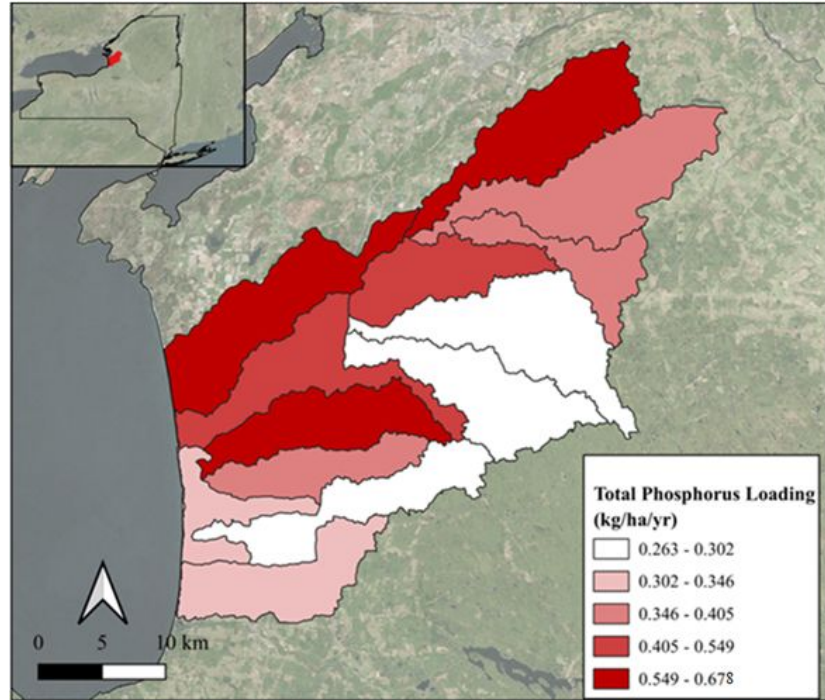 Total Phosphorus Loading
(kg/ha/yr)
0.263 - 0.302
0.302 - 0.346
0.346 - 0.405
0.405 - 0.549
0.549 - 0.678
0 5 10 km